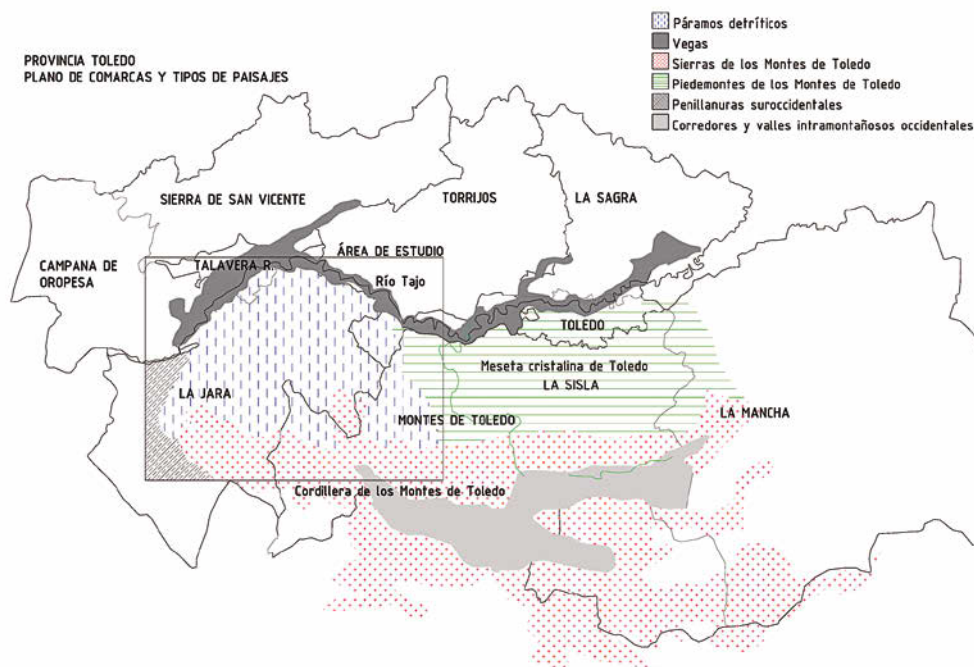 PROVINCIA TOLEDO
PLANO DE COMARCAS Y TIPOS DE PAISAJES
Páramos detríticos
Vegas
Sierras de los Montes de Toledo
Piedemontes de los Montes de Toledo
Penillanuras suroccidentales
Corredores y valles intramontañosos occidentales
SIERRA DE SAN VICENTE
TORRIJOS
LA SAGRA
ÁREA DE ESTUDIO
CAMPANA DE
OROPESA
TALAVERA R.
Río Tajo
TOLEDO
Meseta cristalina de Toledo
LA SISLA
LA JARA
MONTES DE TOLEDO
LA MANCHA
Cordillera de los Montes de Toledo